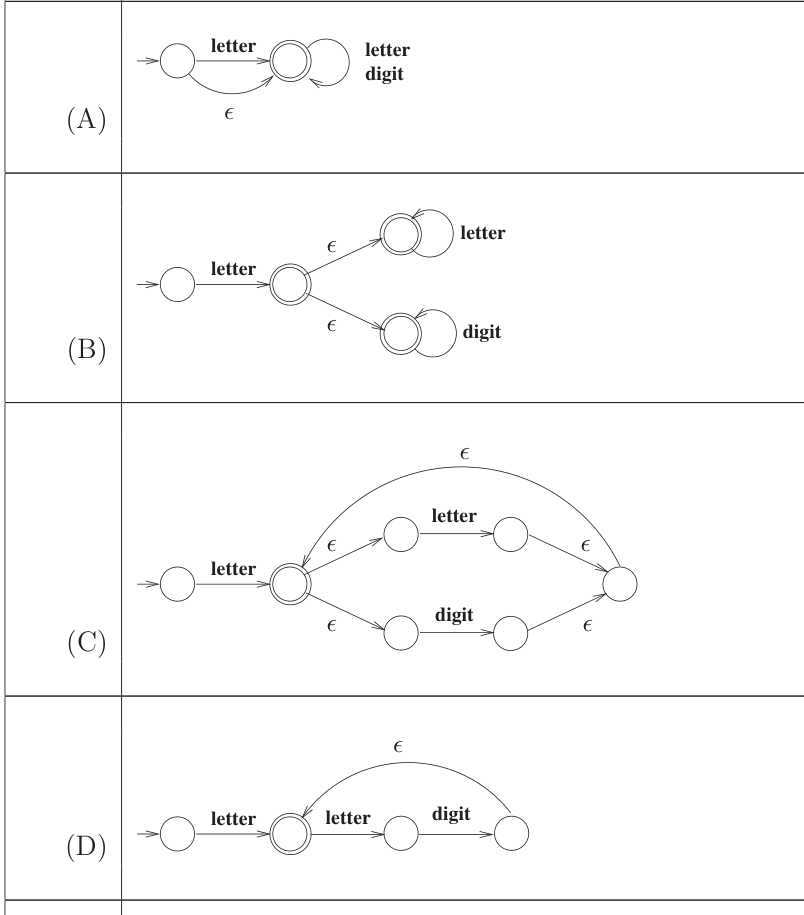 letter
letter
digit
ϵ
(A)
ϵ
letter
letter
ϵ
digit
(B)
ϵ
letter
ϵ
ϵ
letter
digit
ϵ
ϵ
(C)
ϵ
letter
letter
digit
(D)